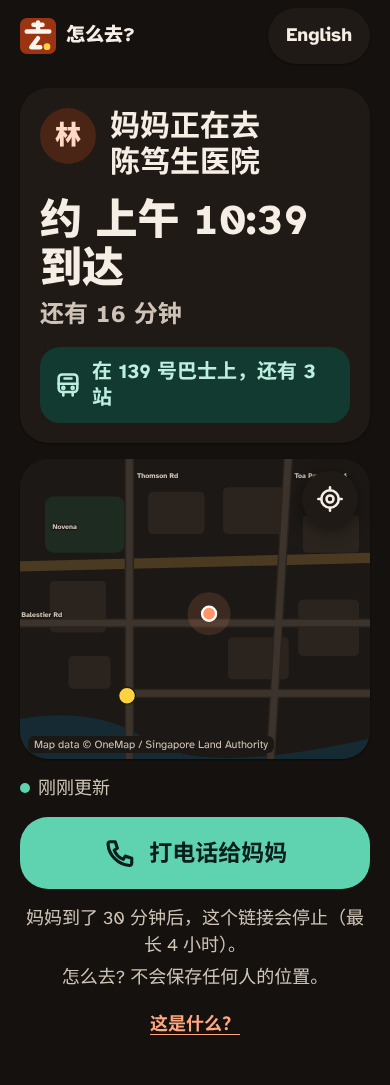 去 怎么去?
English
林
妈妈正在去
陈笃生医院
约 上午 10:39
到达
还有 16 分钟
在 139 号巴士上，还有 3
站
Thomson Rd
Toa
Novena
Balestier Rd
Map data © OneMap / Singapore Land Authority
刚刚更新
打电话给妈妈
妈妈到了 30 分钟后，这个链接会停止（最
长 4 小时）。
怎么去? 不会保存任何人的位置。
这是什么?